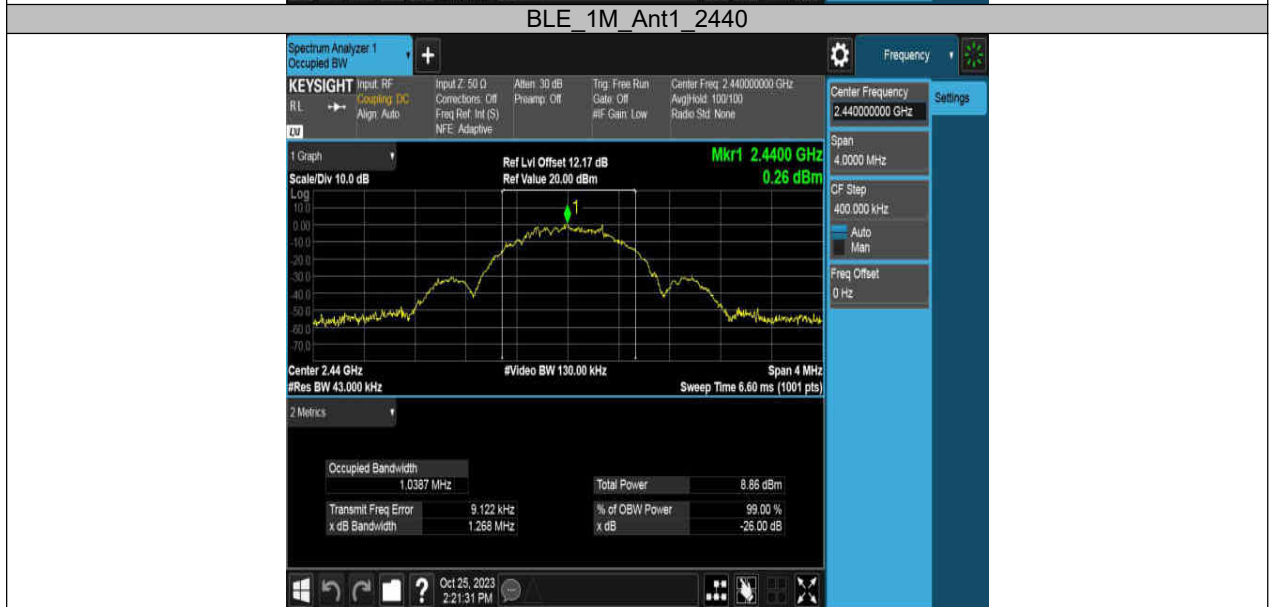 BLE_1M_Ant1_2440
Spectrum Analyzer 1
Occupied BW
+
Frequency
KEYSIGHT
RL
LXI
Input: RF
Coupling: DC
Align: Auto
Input Z: 50 Ω
Corrections: Off
Freq Ref: Int (S)
NFE: Adaptive
Atten: 30 dB
Preamp: Off
Trig: Free Run
Gate: Off
#IF Gain: Low
Center Freq: 2.440000000 GHz
Avg|Hold: 100/100
Radio Std: None
Center Frequency
2.440000000 GHz
Settings
Span
4.0000 MHz
CF Step
400.000 kHz
Auto
Man
Freq Offset
0 Hz
1 Graph
Scale/Div 10.0 dB
Ref Lvl Offset 12.17 dB
Ref Value 20.00 dBm
Mkr1 2.4400 GHz
0.26 dBm
Log
10.0
0.00
-10.0
-20.0
-30.0
-40.0
-50.0
-60.0
-70.0
1
Center 2.44 GHz
#Res BW 43.000 kHz
#Video BW 130.00 kHz
Span 4 MHz
Sweep Time 6.60 ms (1001 pts)
2 Metrics
Occupied Bandwidth
1.0387 MHz
Total Power 8.86 dBm
Transmit Freq Error 9.122 kHz
% of OBW Power 99.00 %
x dB Bandwidth 1.268 MHz
x dB -26.00 dB
?
Oct 25, 2023
2:21:31 PM